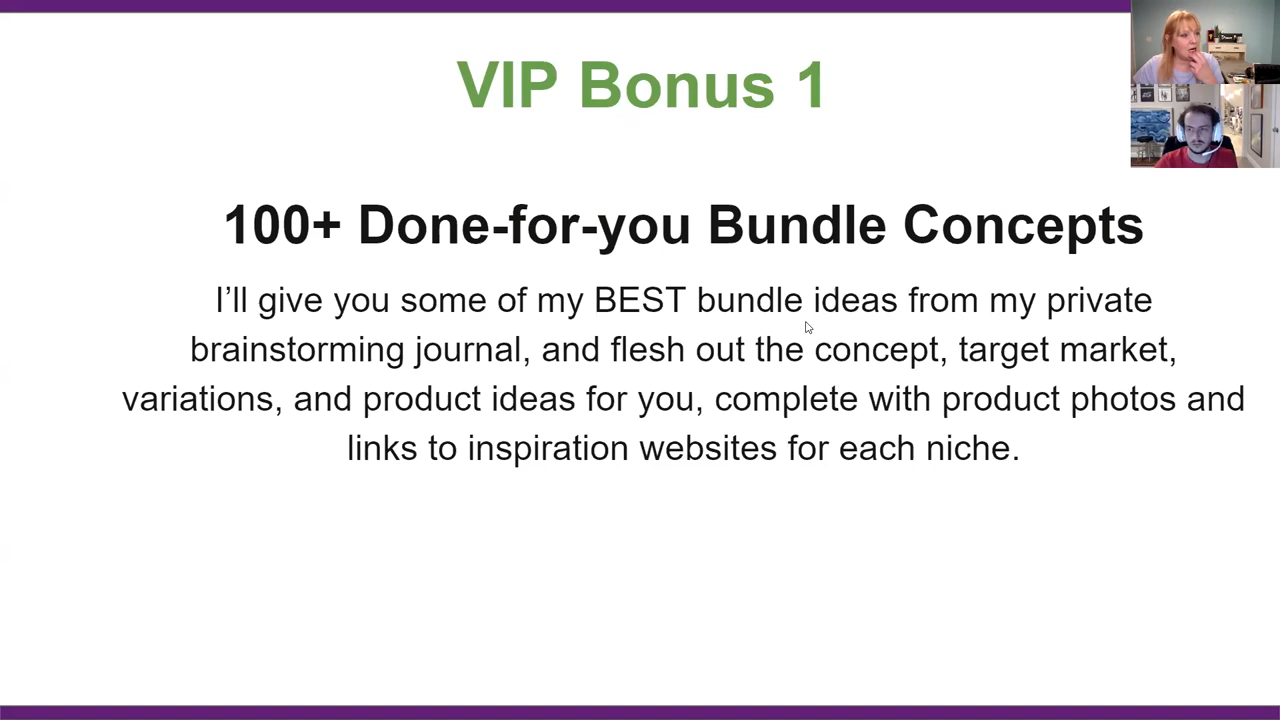 VIP Bonus 1
100+ Done-for-you Bundle Concepts
I’ll give you some of my BEST bundle ideas from my private
brainstorming journal, and flesh out the concept, target market,
variations, and product ideas for you, complete with product photos and
links to inspiration websites for each niche.